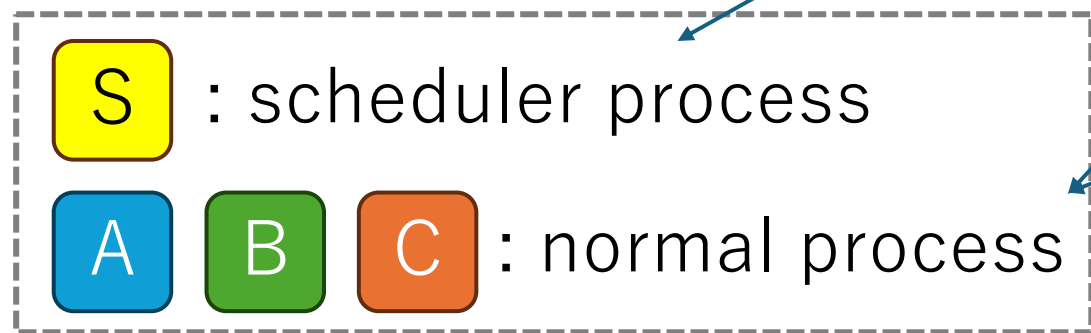 S : scheduler process
A B C : normal process